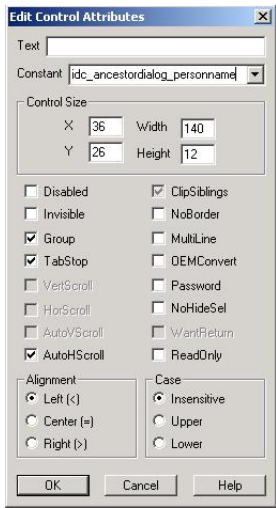 Edit Control Attributes
Text
Constant idc_ancestordialog_personname
Control Size
X 36 Width 140
Y 26 Height 12
Disabled ClipSiblings
Invisible NoBorder
Group MultiLine
TabStop OEMConvert
VertScroll Password
HorScroll NoHideSel
AutoVScroll WantReturn
AutoHScroll ReadOnly
Alignment Case
Left (<) Insensitive
Center (=) Upper
Right (>) Lower
OK Cancel Help